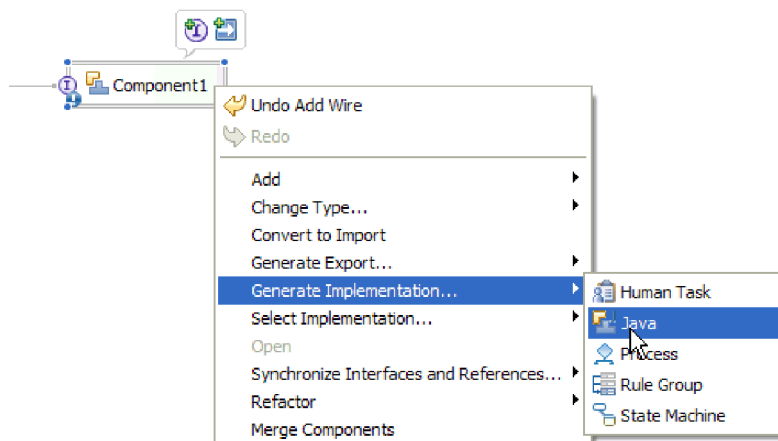 Component1
Undo Add Wire
Redo
Add
Change Type...
Convert to Import
Generate Export...
Generate Implementation...
Human Task
Java
Select Implementation...
Open
Process
Synchronize Interfaces and References...
Rule Group
Refactor
State Machine
Merge Components